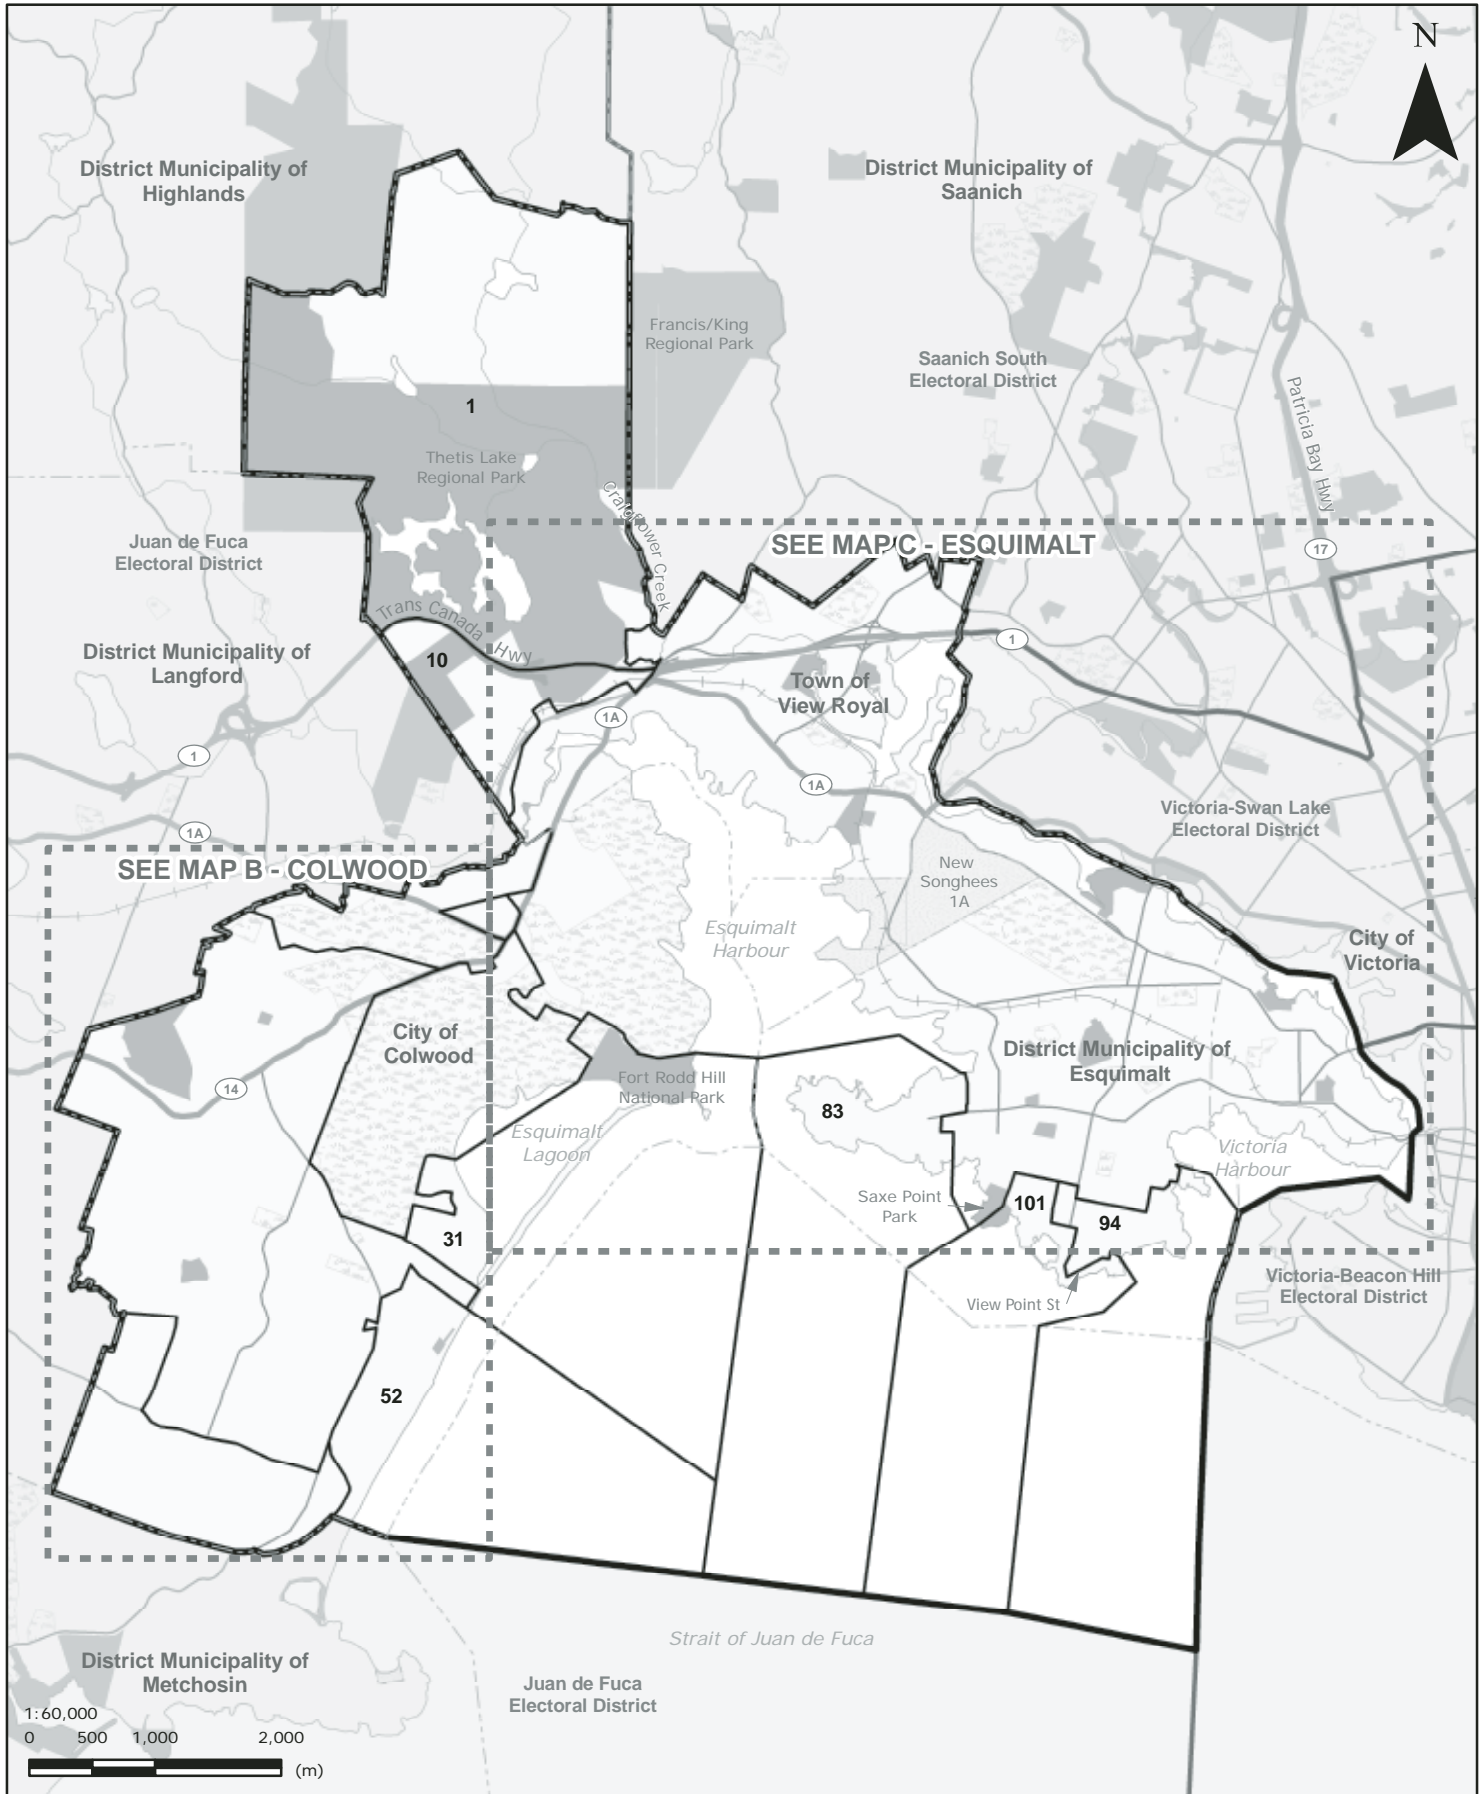 N
District Municipality of
Highlands
District Municipality of
Saanich
Francis/King
Regional Park
Saanich South
Electoral District
Patricia Bay Hwy
1
Thetis Lake
Regional Park
Craigflower Creek
Juan de Fuca
Electoral District
SEE MAP C - ESQUIMALT
17
Trans Canada Hwy
1
District Municipality of
Langford
10
Town of
View Royal
1A
1
1A
Victoria-Swan Lake
Electoral District
1A
SEE MAP B - COLWOOD
New
Songhees
1A
Esquimalt
Harbour
City of
Victoria
City of
Colwood
District Municipality of
Esquimalt
14
Fort Rodd Hill
National Park
83
Esquimalt
Lagoon
Victoria
Harbour
Saxe Point
Park
101
94
31
View Point St
Victoria-Beacon Hill
Electoral District
52
Strait of Juan de Fuca
District Municipality of
Metchosin
Juan de Fuca
Electoral District
1:60,000
0 500 1,000 2,000
(m)